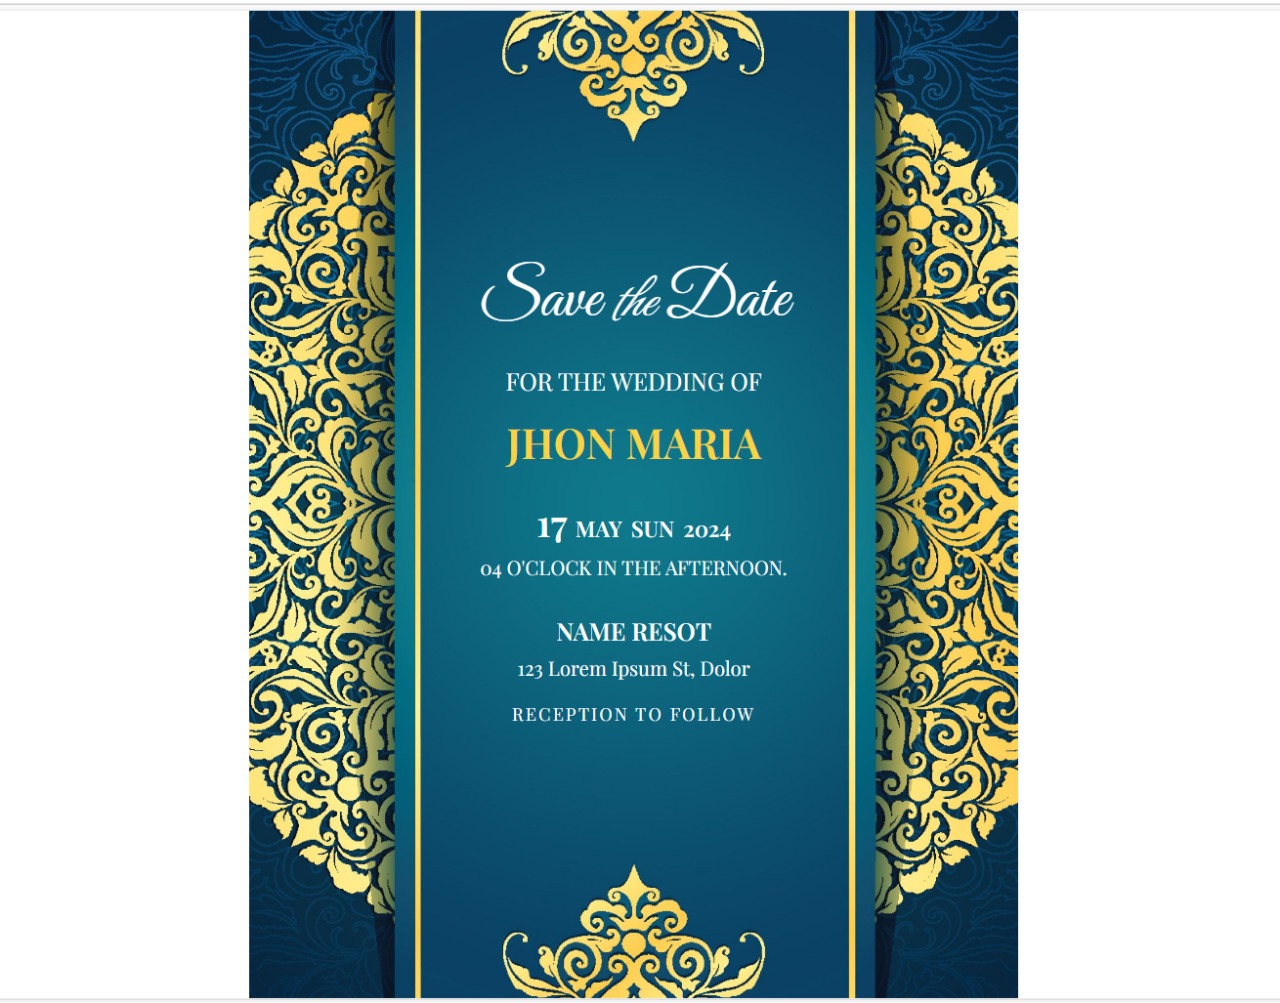 Save the Date
FOR THE WEDDING OF
JHON MARIA
17 MAY SUN 2024
04 O'CLOCK IN THE AFTERNOON.
NAME RESOT
123 Lorem Ipsum St, Dolor
RECEPTION TO FOLLOW